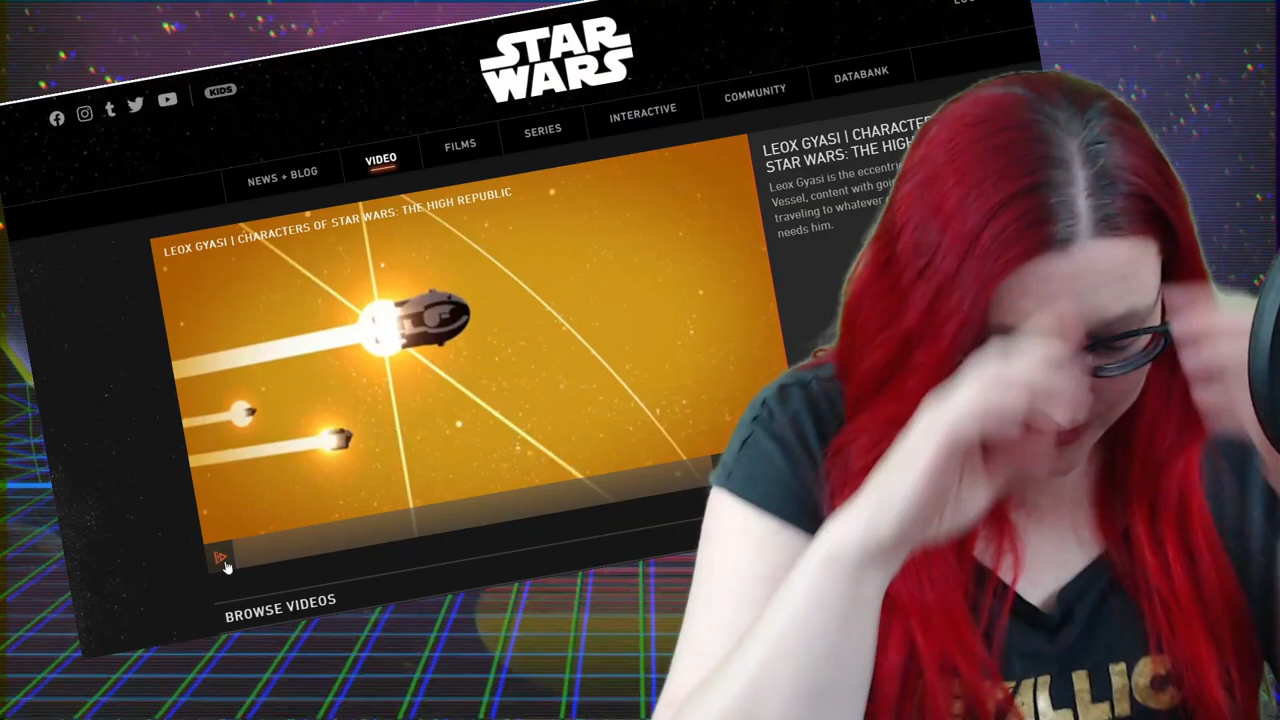 STAR
WARS
KIDS
NEWS + BLOG
VIDEO
FILMS
SERIES
INTERACTIVE
COMMUNITY
DATABANK
LEOX GYASI | CHARACTERS OF STAR WARS: THE HIGH REPUBLIC
LEOX GYASI | CHARACTER
STAR WARS: THE HIGH
Leox Gyasi is the eccentri
Vessel, content with goi
traveling to whatever
needs him.
BROWSE VIDEOS